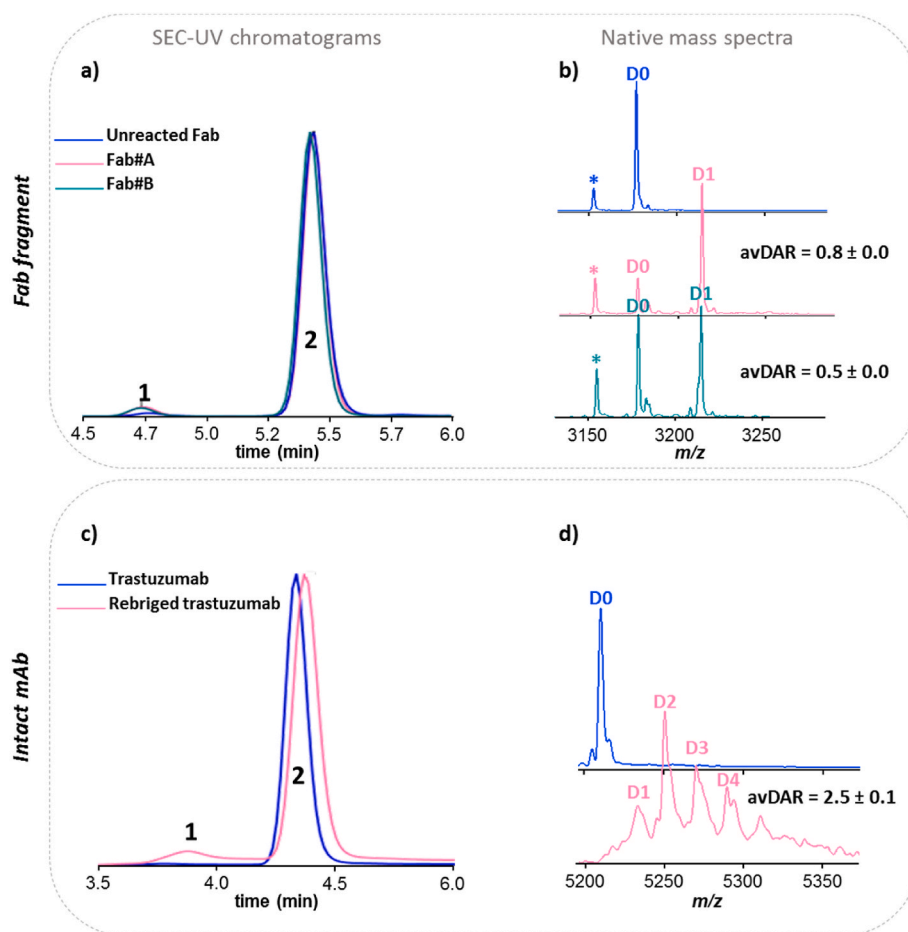 SEC-UV chromatograms
Native mass spectra
Fab fragment
a)
Unreacted Fab
Fab#A
Fab#B
1
2
4.5 4.7 5.0 5.2 5.5 5.7 6.0
time (min)
b)
D0
*
D1
avDAR = 0.8 ± 0.0
* D0
D1
avDAR = 0.5 ± 0.0
* D0
3150 3200 3250
m/z
Intact mAb
c)
Trastuzumab
Rebriged trastuzumab
2
1
3.5 4.0 4.5 6.0
time (min)
d)
D0
D2
D3
D1 D4
avDAR = 2.5 ± 0.1
5200 5250 5300 5350
m/z